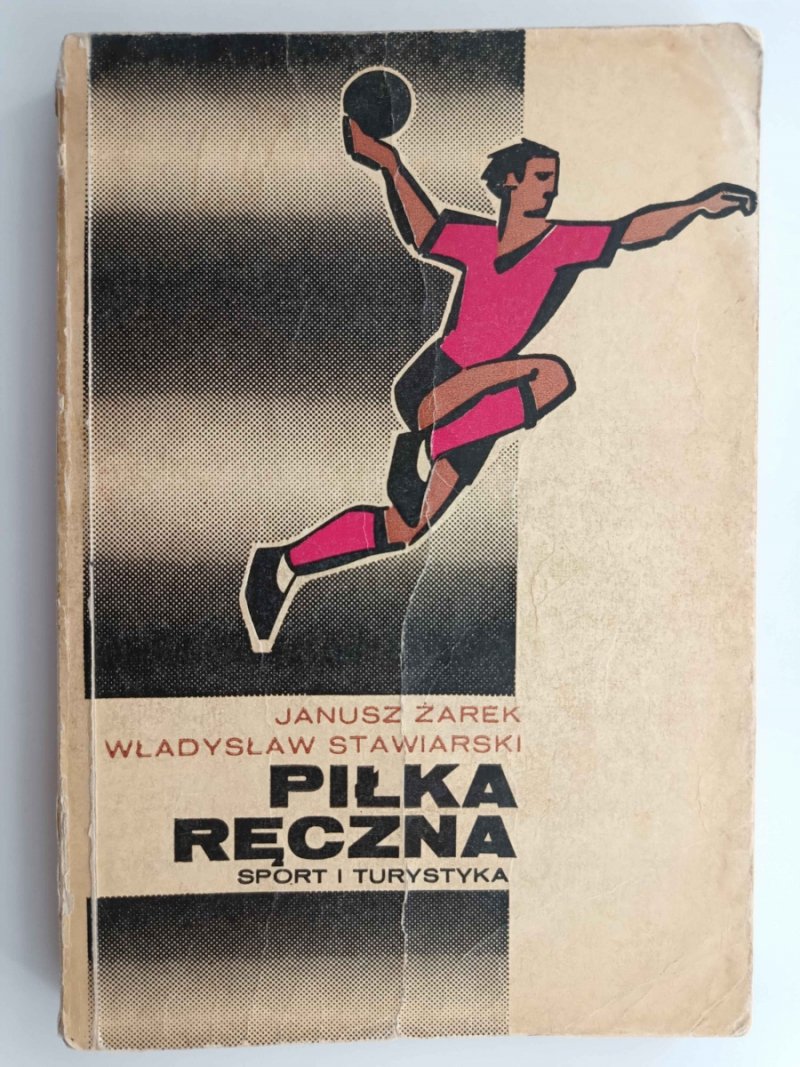 JANUSZ ŻAREK
WŁADYSŁAW STAWIARSKI
PIŁKA
RĘCZNA
SPORT I TURYSTYKA